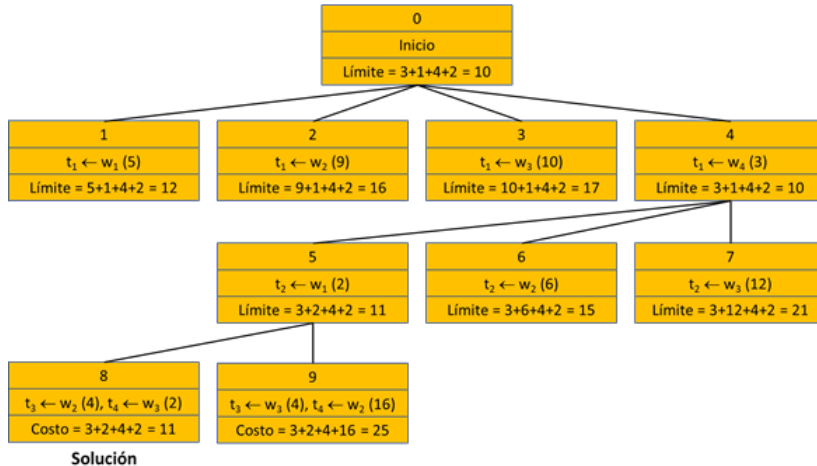 0
Inicio
Límite = 3+1+4+2 = 10
1
t₁ ← w₁ (5)
Límite = 5+1+4+2 = 12
2
t₁ ← w₂ (9)
Límite = 9+1+4+2 = 16
3
t₁ ← w₃ (10)
Límite = 10+1+4+2 = 17
4
t₁ ← w₄ (3)
Límite = 3+1+4+2 = 10
5
t₂ ← w₁ (2)
Límite = 3+2+4+2 = 11
6
t₂ ← w₂ (6)
Límite = 3+6+4+2 = 15
7
t₂ ← w₃ (12)
Límite = 3+12+4+2 = 21
8
t₃ ← w₂ (4), t₄ ← w₃ (2)
Costo = 3+2+4+2 = 11
9
t₃ ← w₃ (4), t₄ ← w₂ (16)
Costo = 3+2+4+16 = 25
Solución